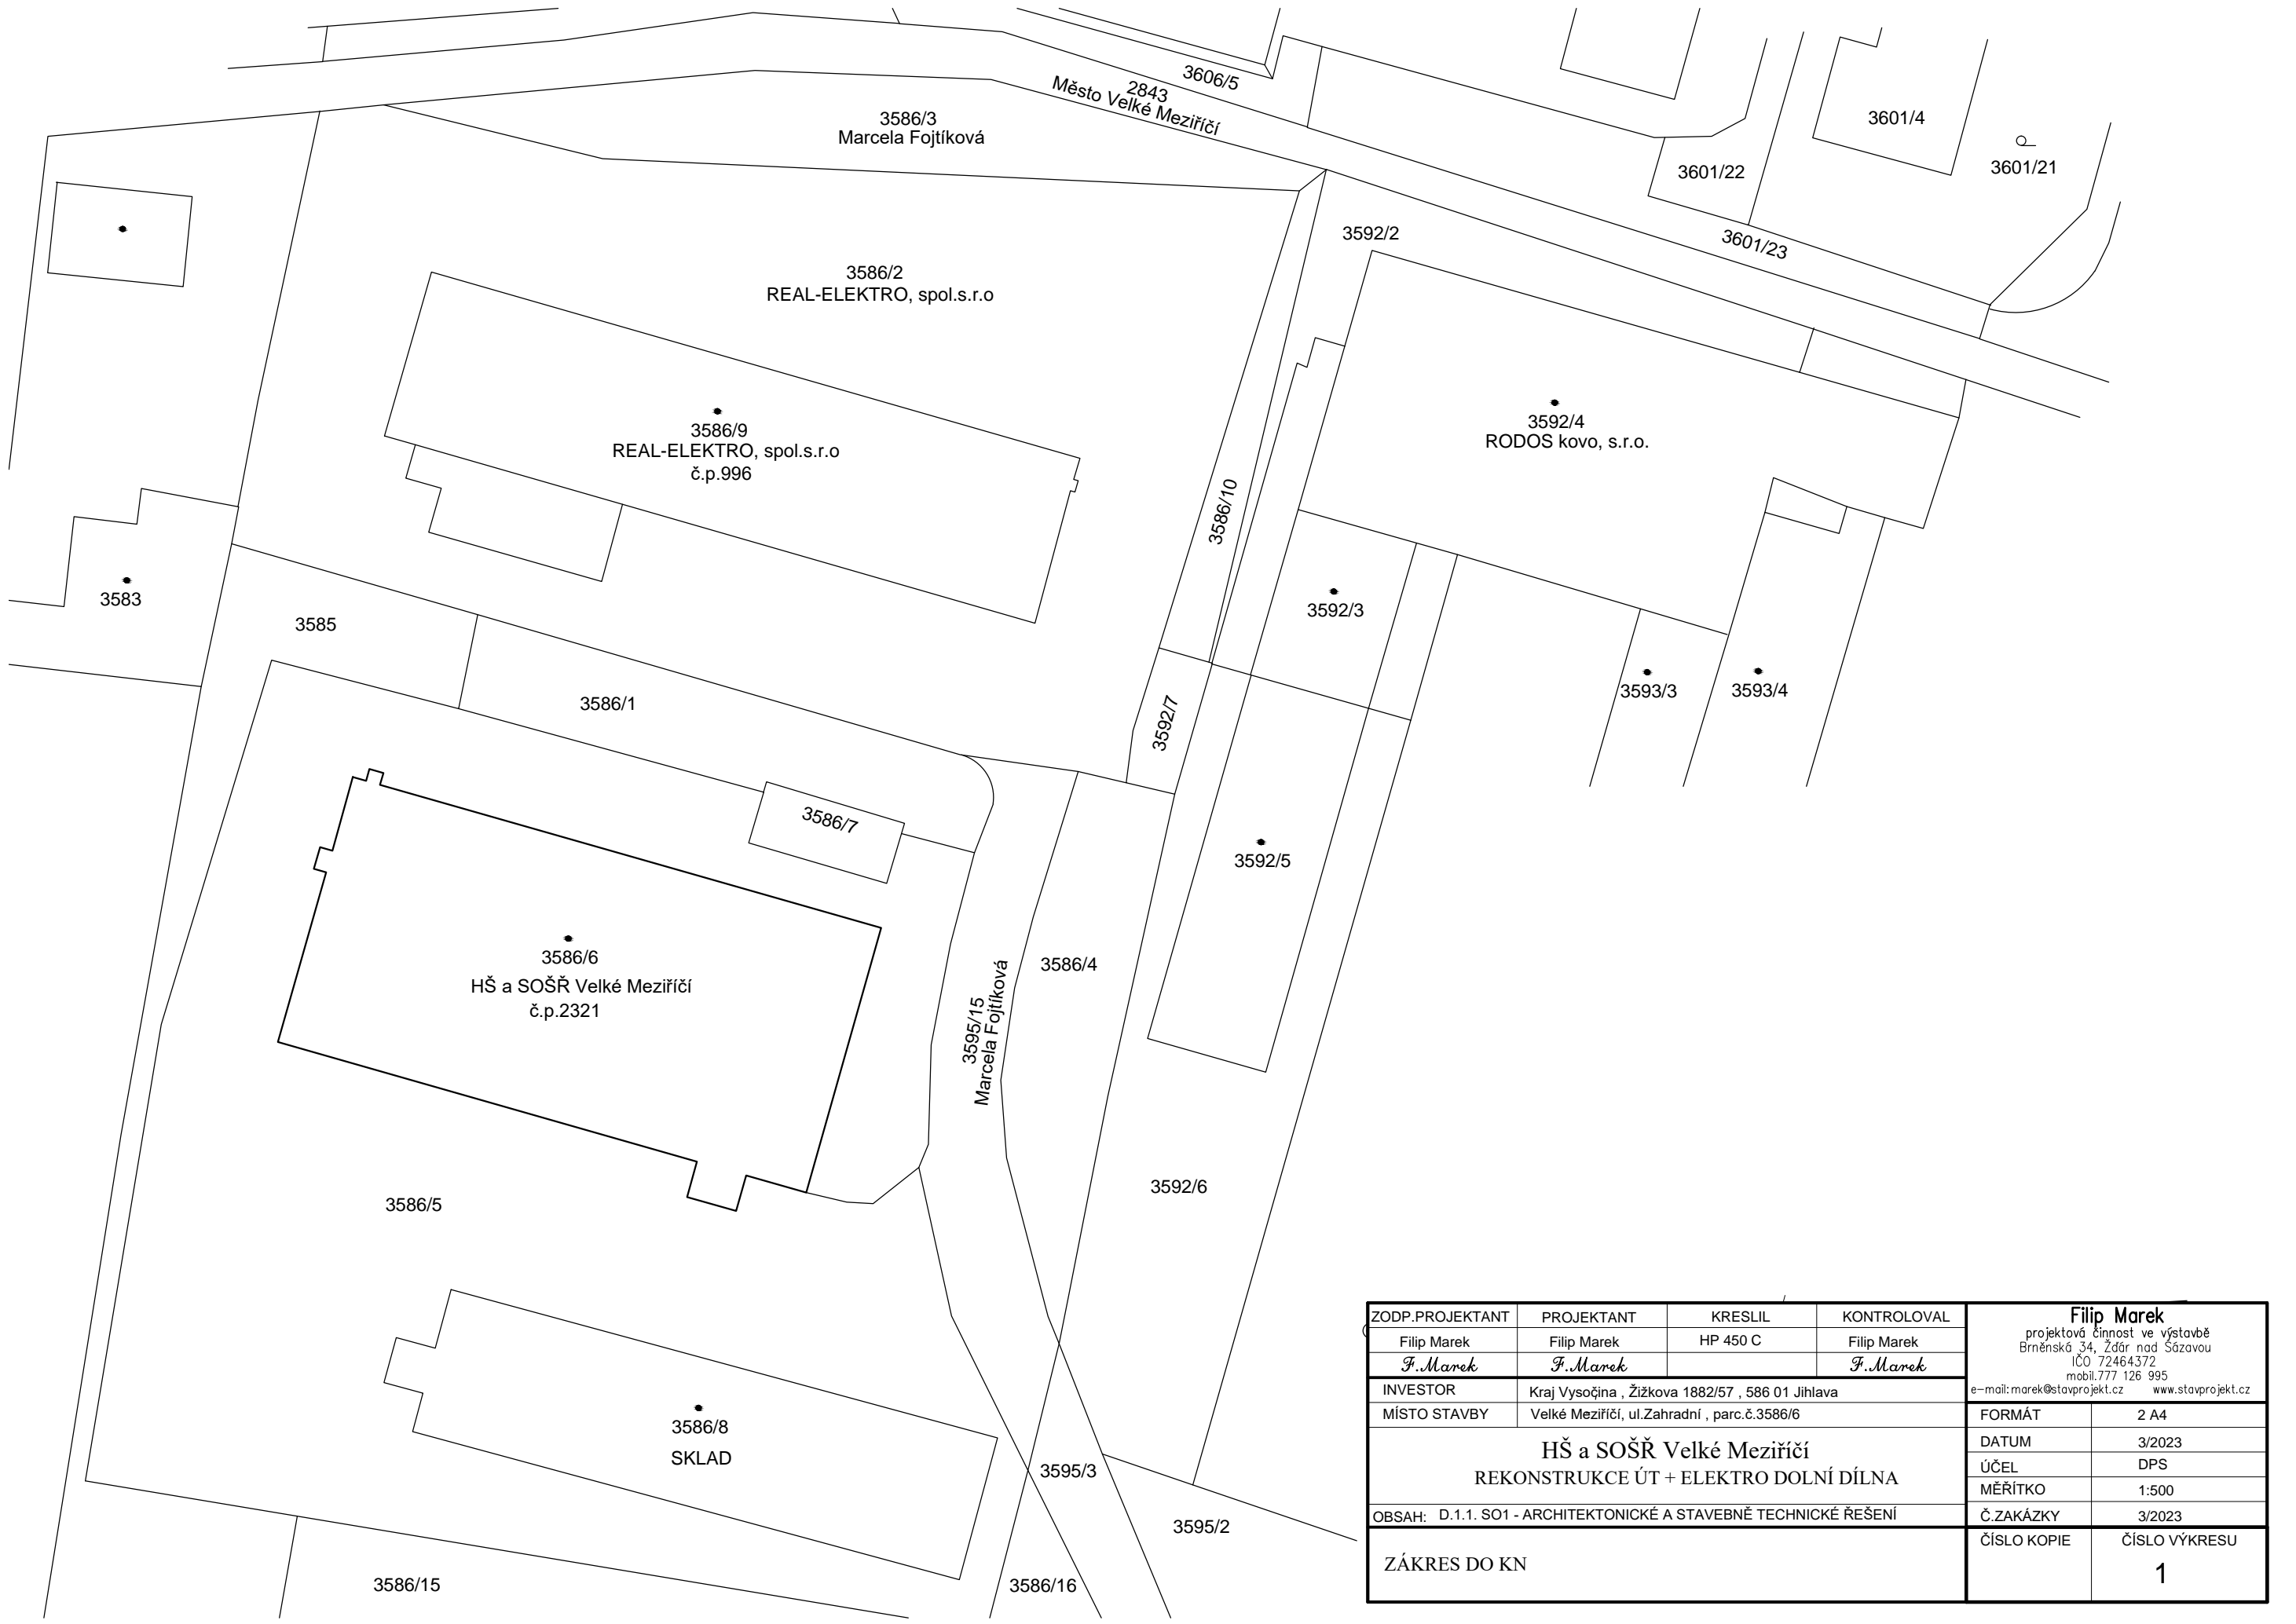 3606/5
2843
Město Velké Meziříčí
3586/3
Marcela Fojtíková
3601/4
3601/21
3601/22
3592/2
3601/23
3586/2
REAL-ELEKTRO, spol.s.r.o
3586/9
REAL-ELEKTRO, spol.s.r.o
č.p.996
3592/4
RODOS kovo, s.r.o.
3586/10
3583
3585
3592/3
3593/3
3593/4
3586/1
3592/7
3586/7
3592/5
3586/6
HŠ a SOŠŘ Velké Meziříčí
č.p.2321
3586/4
3595/15
Marcela Fojtíková
3586/5
3592/6
3586/8
SKLAD
3595/3
3595/2
3586/15
3586/16
ZODP.PROJEKTANT PROJEKTANT KRESLIL KONTROLOVAL
Filip Marek Filip Marek HP 450 C Filip Marek
F.Marek F.Marek F.Marek
INVESTOR Kraj Vysočina , Žižkova 1882/57 , 586 01 Jihlava
MÍSTO STAVBY Velké Meziříčí, ul.Zahradní , parc.č.3586/6
HŠ a SOŠŘ Velké Meziříčí
REKONSTRUKCE ÚT + ELEKTRO DOLNÍ DÍLNA
OBSAH: D.1.1. SO1 - ARCHITEKTONICKÉ A STAVEBNĚ TECHNICKÉ ŘEŠENÍ
ZÁKRES DO KN
Filip Marek
projektová činnost ve výstavbě
Brněnská 34, Žďár nad Sázavou
IČO 72464372
mobil.777 126 995
e-mail:marek@stavprojekt.cz www.stavprojekt.cz
FORMÁT 2 A4
DATUM 3/2023
ÚČEL DPS
MĚŘÍTKO 1:500
Č.ZAKÁZKY 3/2023
ČÍSLO KOPIE ČÍSLO VÝKRESU
1